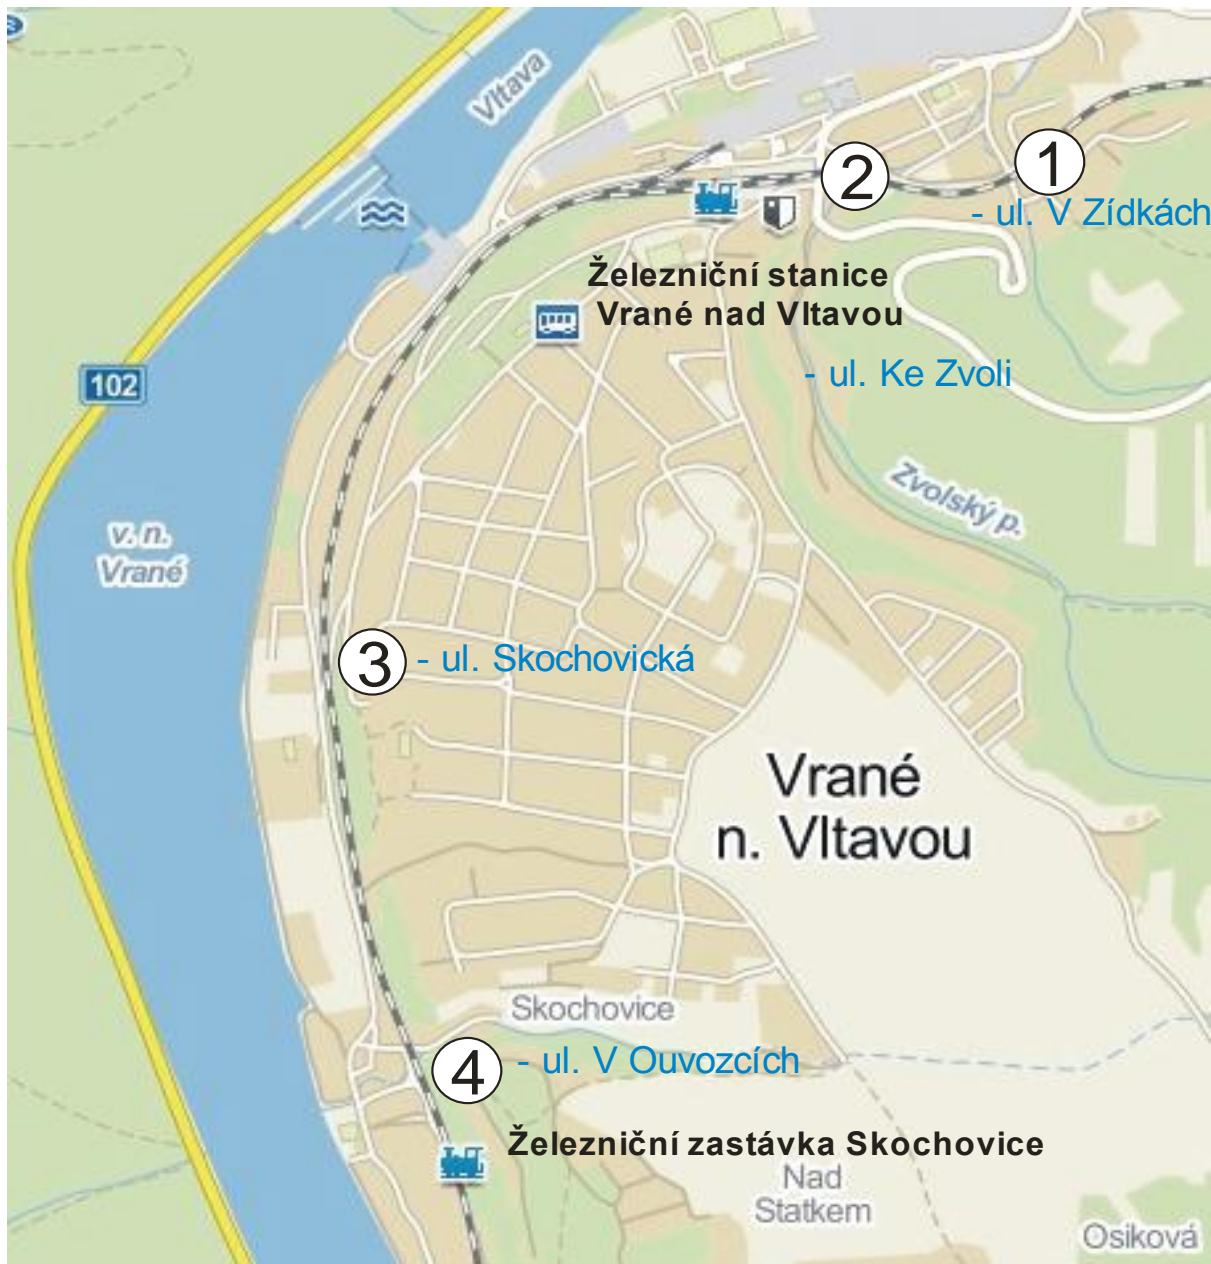 Vltava
1
2
- ul. V Zídkách
Železniční stanice
Vrané nad Vltavou
102
- ul. Ke Zvoli
Zvolský p.
v. n.
Vrané
3 - ul. Skochovická
Vrané
n. Vltavou
Skochovice
4 - ul. V Ouvozcích
Železniční zastávka Skochovice
Nad
Statkem
Osiková